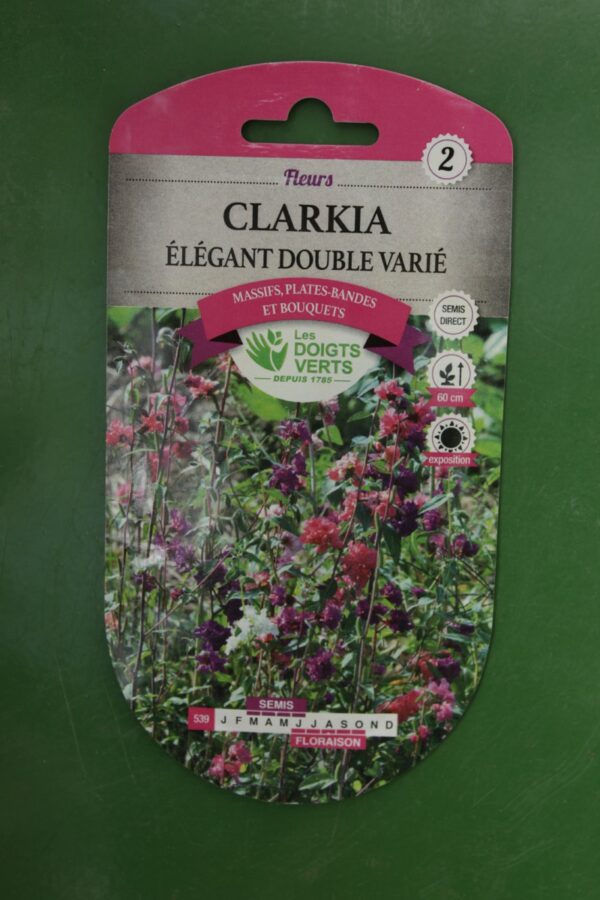 2
Fleurs
CLARKIA
ÉLÉGANT DOUBLE VARIÉ
MASSIFS, PLATES-BANDES
ET BOUQUETS
SEMIS
DIRECT
Les
DOIGTS
VERTS
DEPUIS 1785
60 cm
exposition
SEMIS
539 J F M A M J J A S O N D
FLORAISON